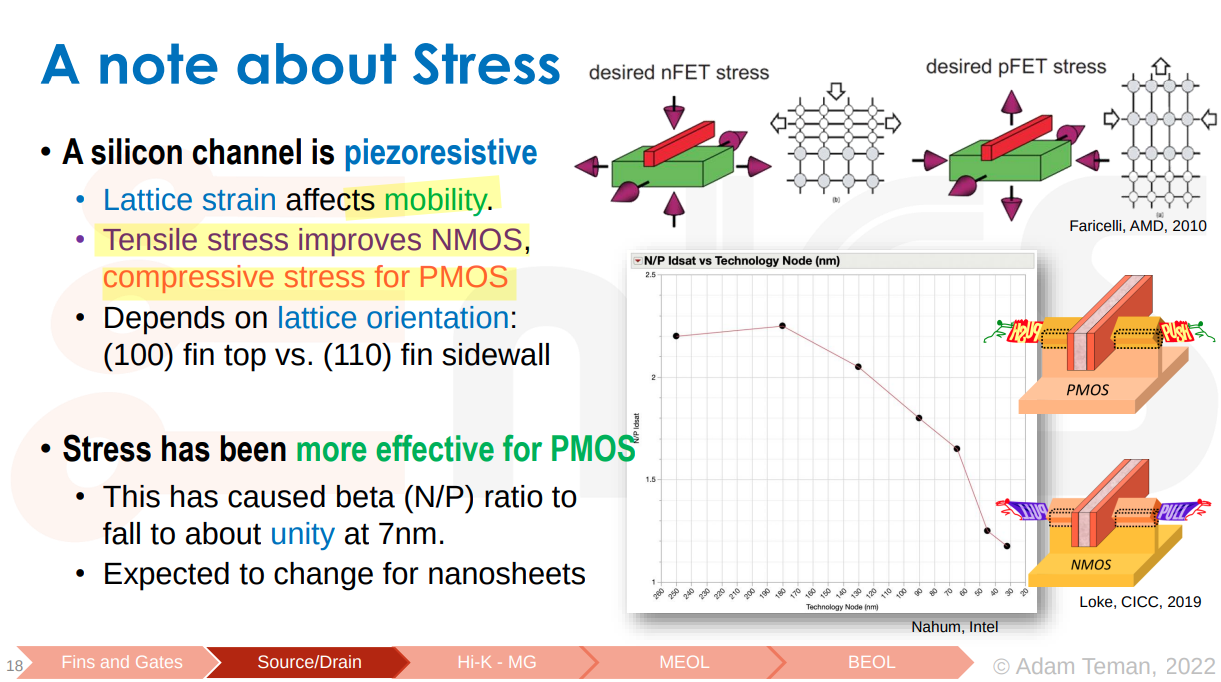 A note about Stress
desired nFET stress
desired pFET stress
(b)
(a)
Faricelli, AMD, 2010
• A silicon channel is piezoresistive
• Lattice strain affects mobility.
• Tensile stress improves NMOS,
compressive stress for PMOS
• Depends on lattice orientation:
(100) fin top vs. (110) fin sidewall
• Stress has been more effective for PMOS
• This has caused beta (N/P) ratio to
fall to about unity at 7nm.
• Expected to change for nanosheets
N/P Idsat vs Technology Node (nm)
2.5
2
1.5
1
N/P Idsat
260 250 240 230 220 210 200 190 180 170 160 150 140 130 120 110 100 90 80 70 60 50 40 30 20
Technology Node (nm)
Nahum, Intel
PUSH
PUSH
PMOS
PULL
PULL
NMOS
Loke, CICC, 2019
18
Fins and Gates
Source/Drain
Hi-K - MG
MEOL
BEOL
© Adam Teman, 2022